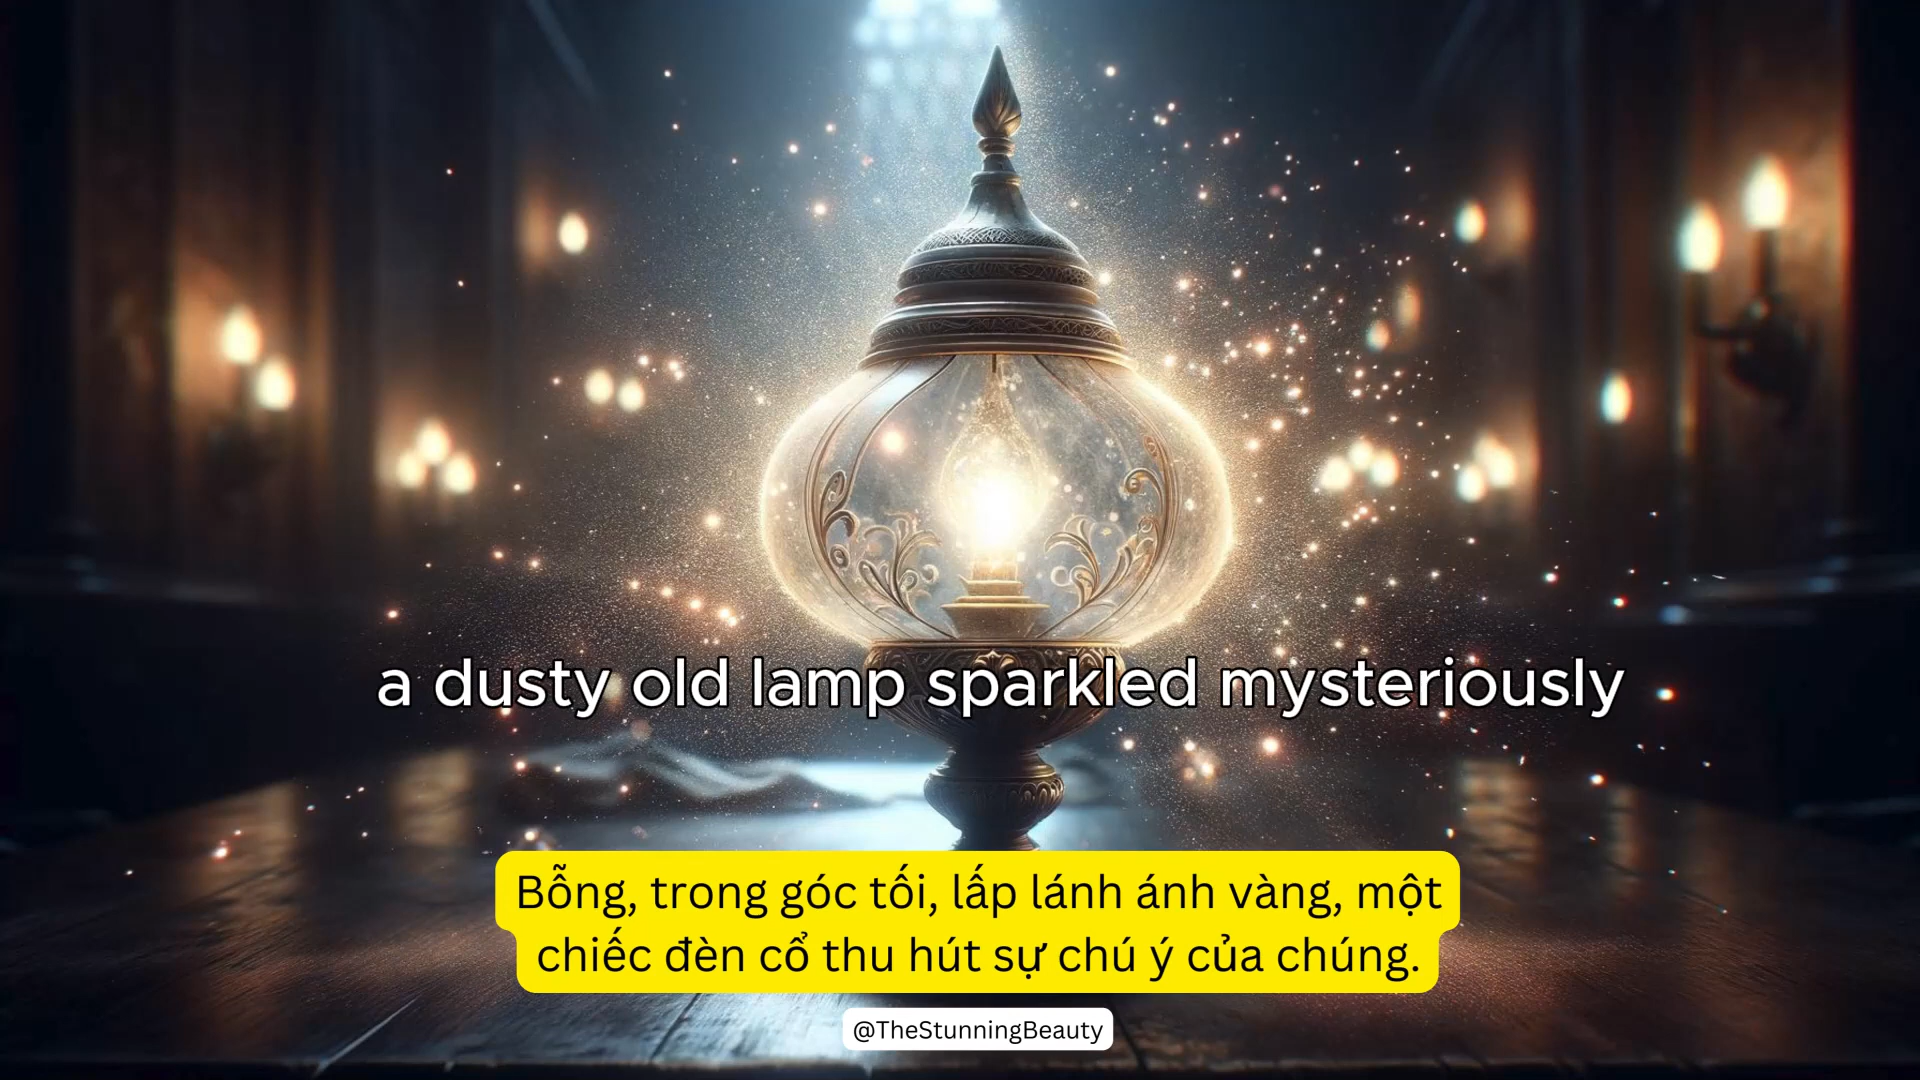 a dusty old lamp sparkled mysteriously
Bỗng, trong góc tối, lấp lánh ánh vàng, một
chiếc đèn cổ thu hút sự chú ý của chúng.
@TheStunningBeauty